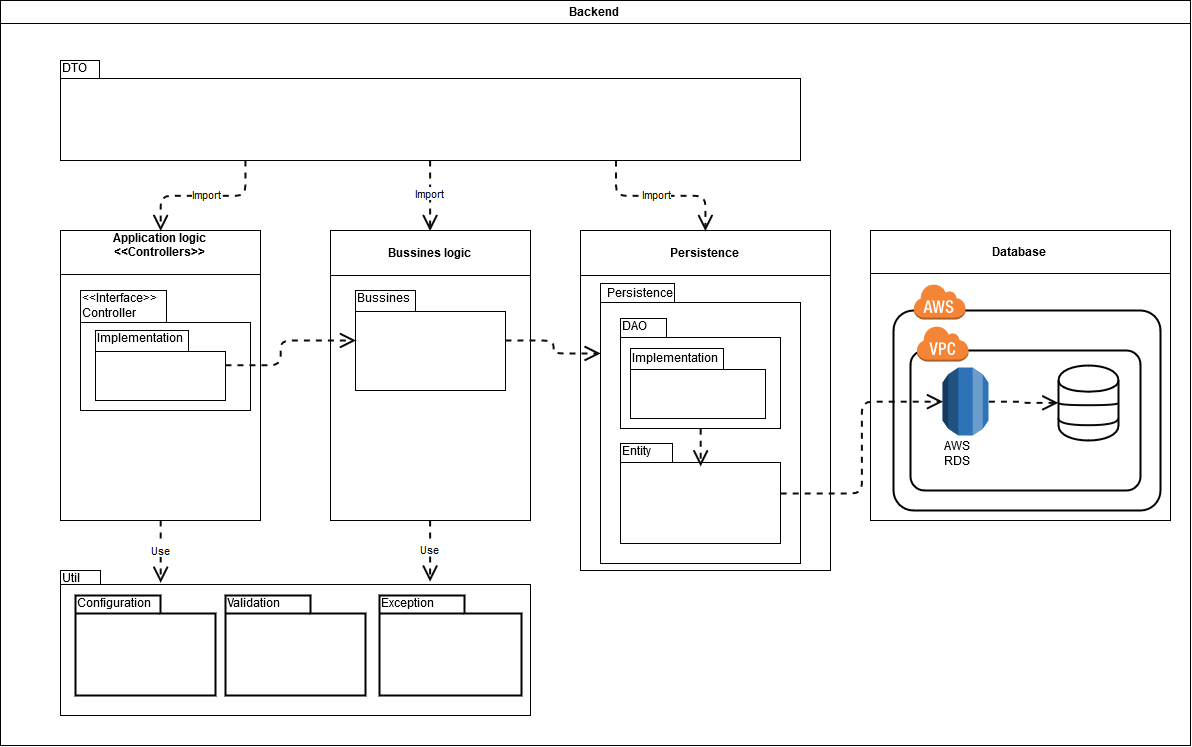 Backend
DTO
Import
Import
Import
Application logic
<<Controllers>>
Bussines logic
Persistence
Database
<<Interface>>
Controller
Implementation
Bussines
Persistence
DAO
Implementation
Entity
AWS
VPC
AWS
RDS
Use
Use
Util
Configuration
Validation
Exception